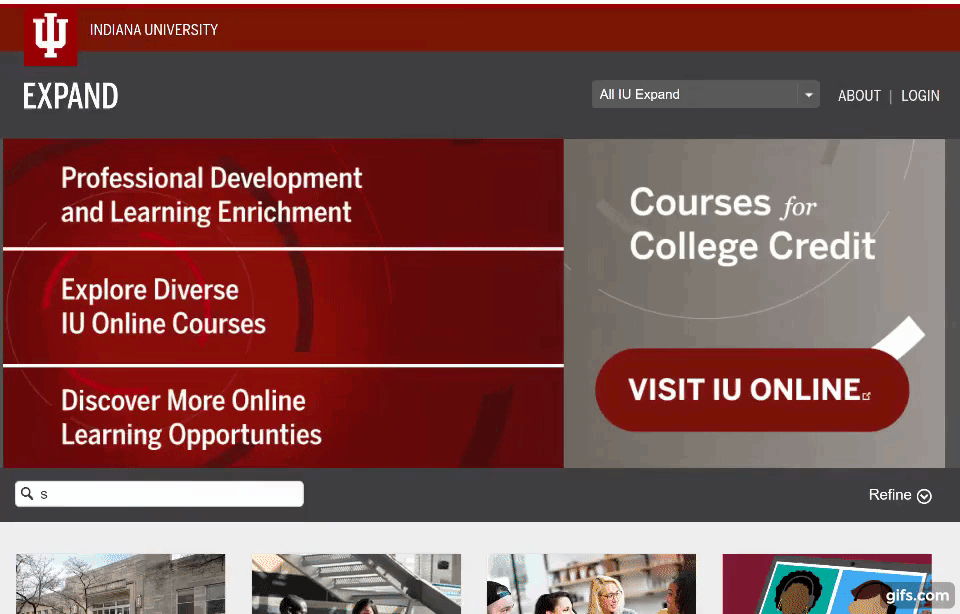 INDIANA UNIVERSITY
EXPAND
All IU Expand
ABOUT | LOGIN
Professional Development
and Learning Enrichment
Explore Diverse
IU Online Courses
Discover More Online
Learning Opportunties
Courses for
College Credit
VISIT IU ONLINE
s
Refine
gifs.com